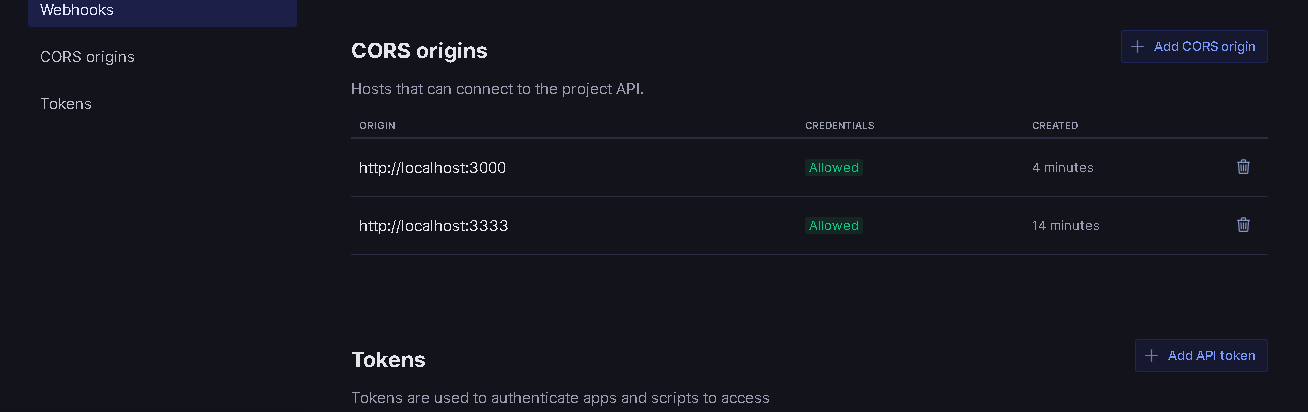 Webhooks
CORS origins
Tokens
CORS origins
Add CORS origin
Hosts that can connect to the project API.
ORIGIN CREDENTIALS CREATED
http://localhost:3000 Allowed 4 minutes
http://localhost:3333 Allowed 14 minutes
Tokens
Add API token
Tokens are used to authenticate apps and scripts to access